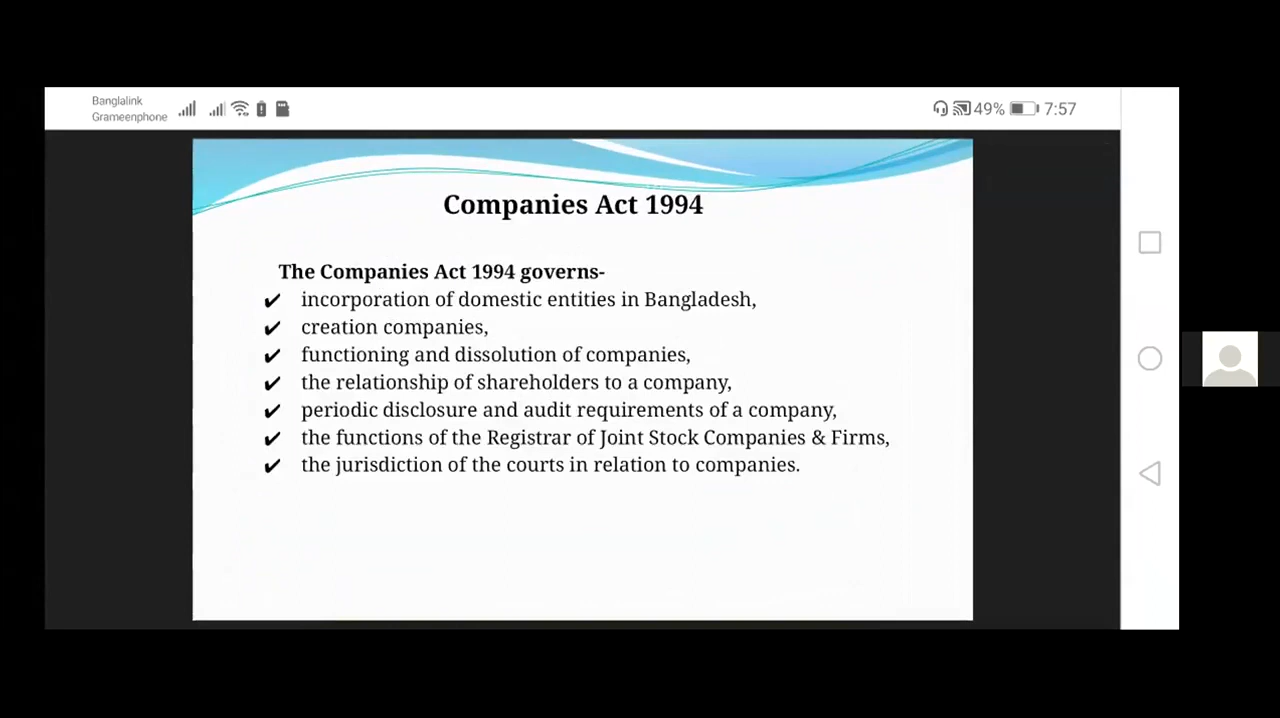 Banglalink
Grameenphone
49%
7:57
Companies Act 1994
The Companies Act 1994 governs-
✔ incorporation of domestic entities in Bangladesh,
✔ creation companies,
✔ functioning and dissolution of companies,
✔ the relationship of shareholders to a company,
✔ periodic disclosure and audit requirements of a company,
✔ the functions of the Registrar of Joint Stock Companies & Firms,
✔ the jurisdiction of the courts in relation to companies.